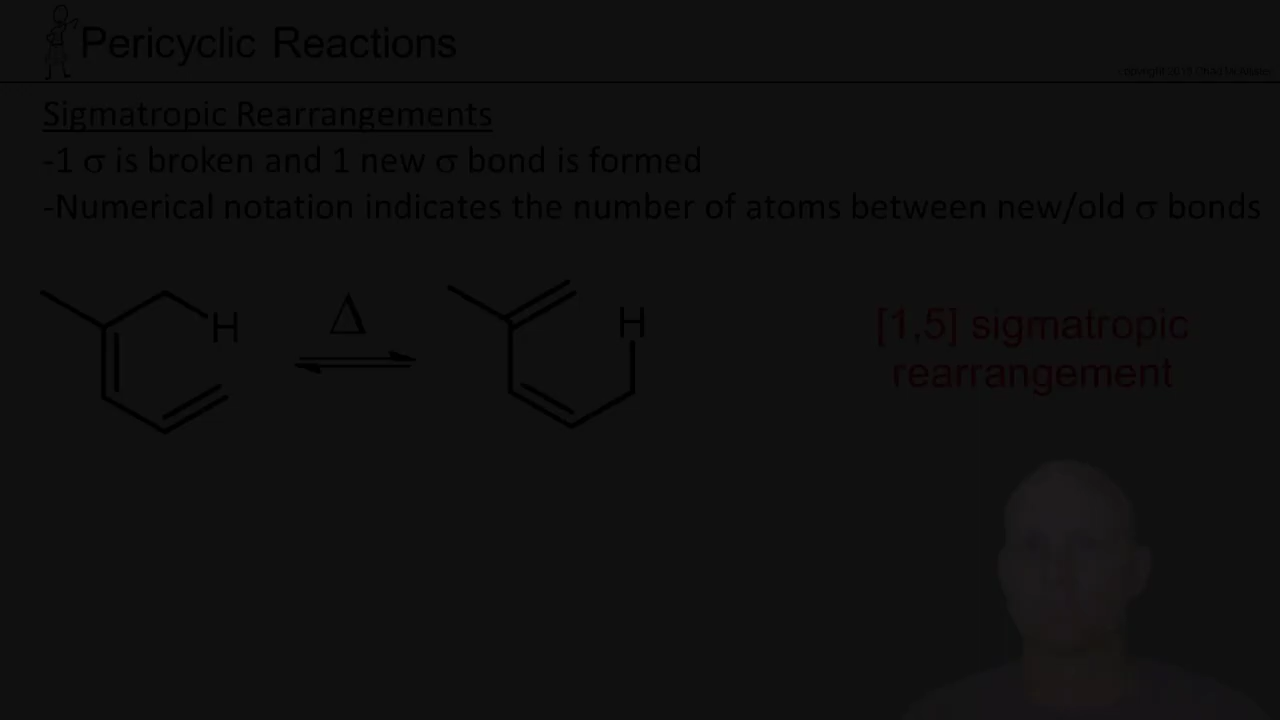 Pericyclic Reactions
Sigmatropic Rearrangements
-1 σ is broken and 1 new σ bond is formed
-Numerical notation indicates the number of atoms between new/old σ bonds
H
Δ
H
[1,5] sigmatropic
rearrangement